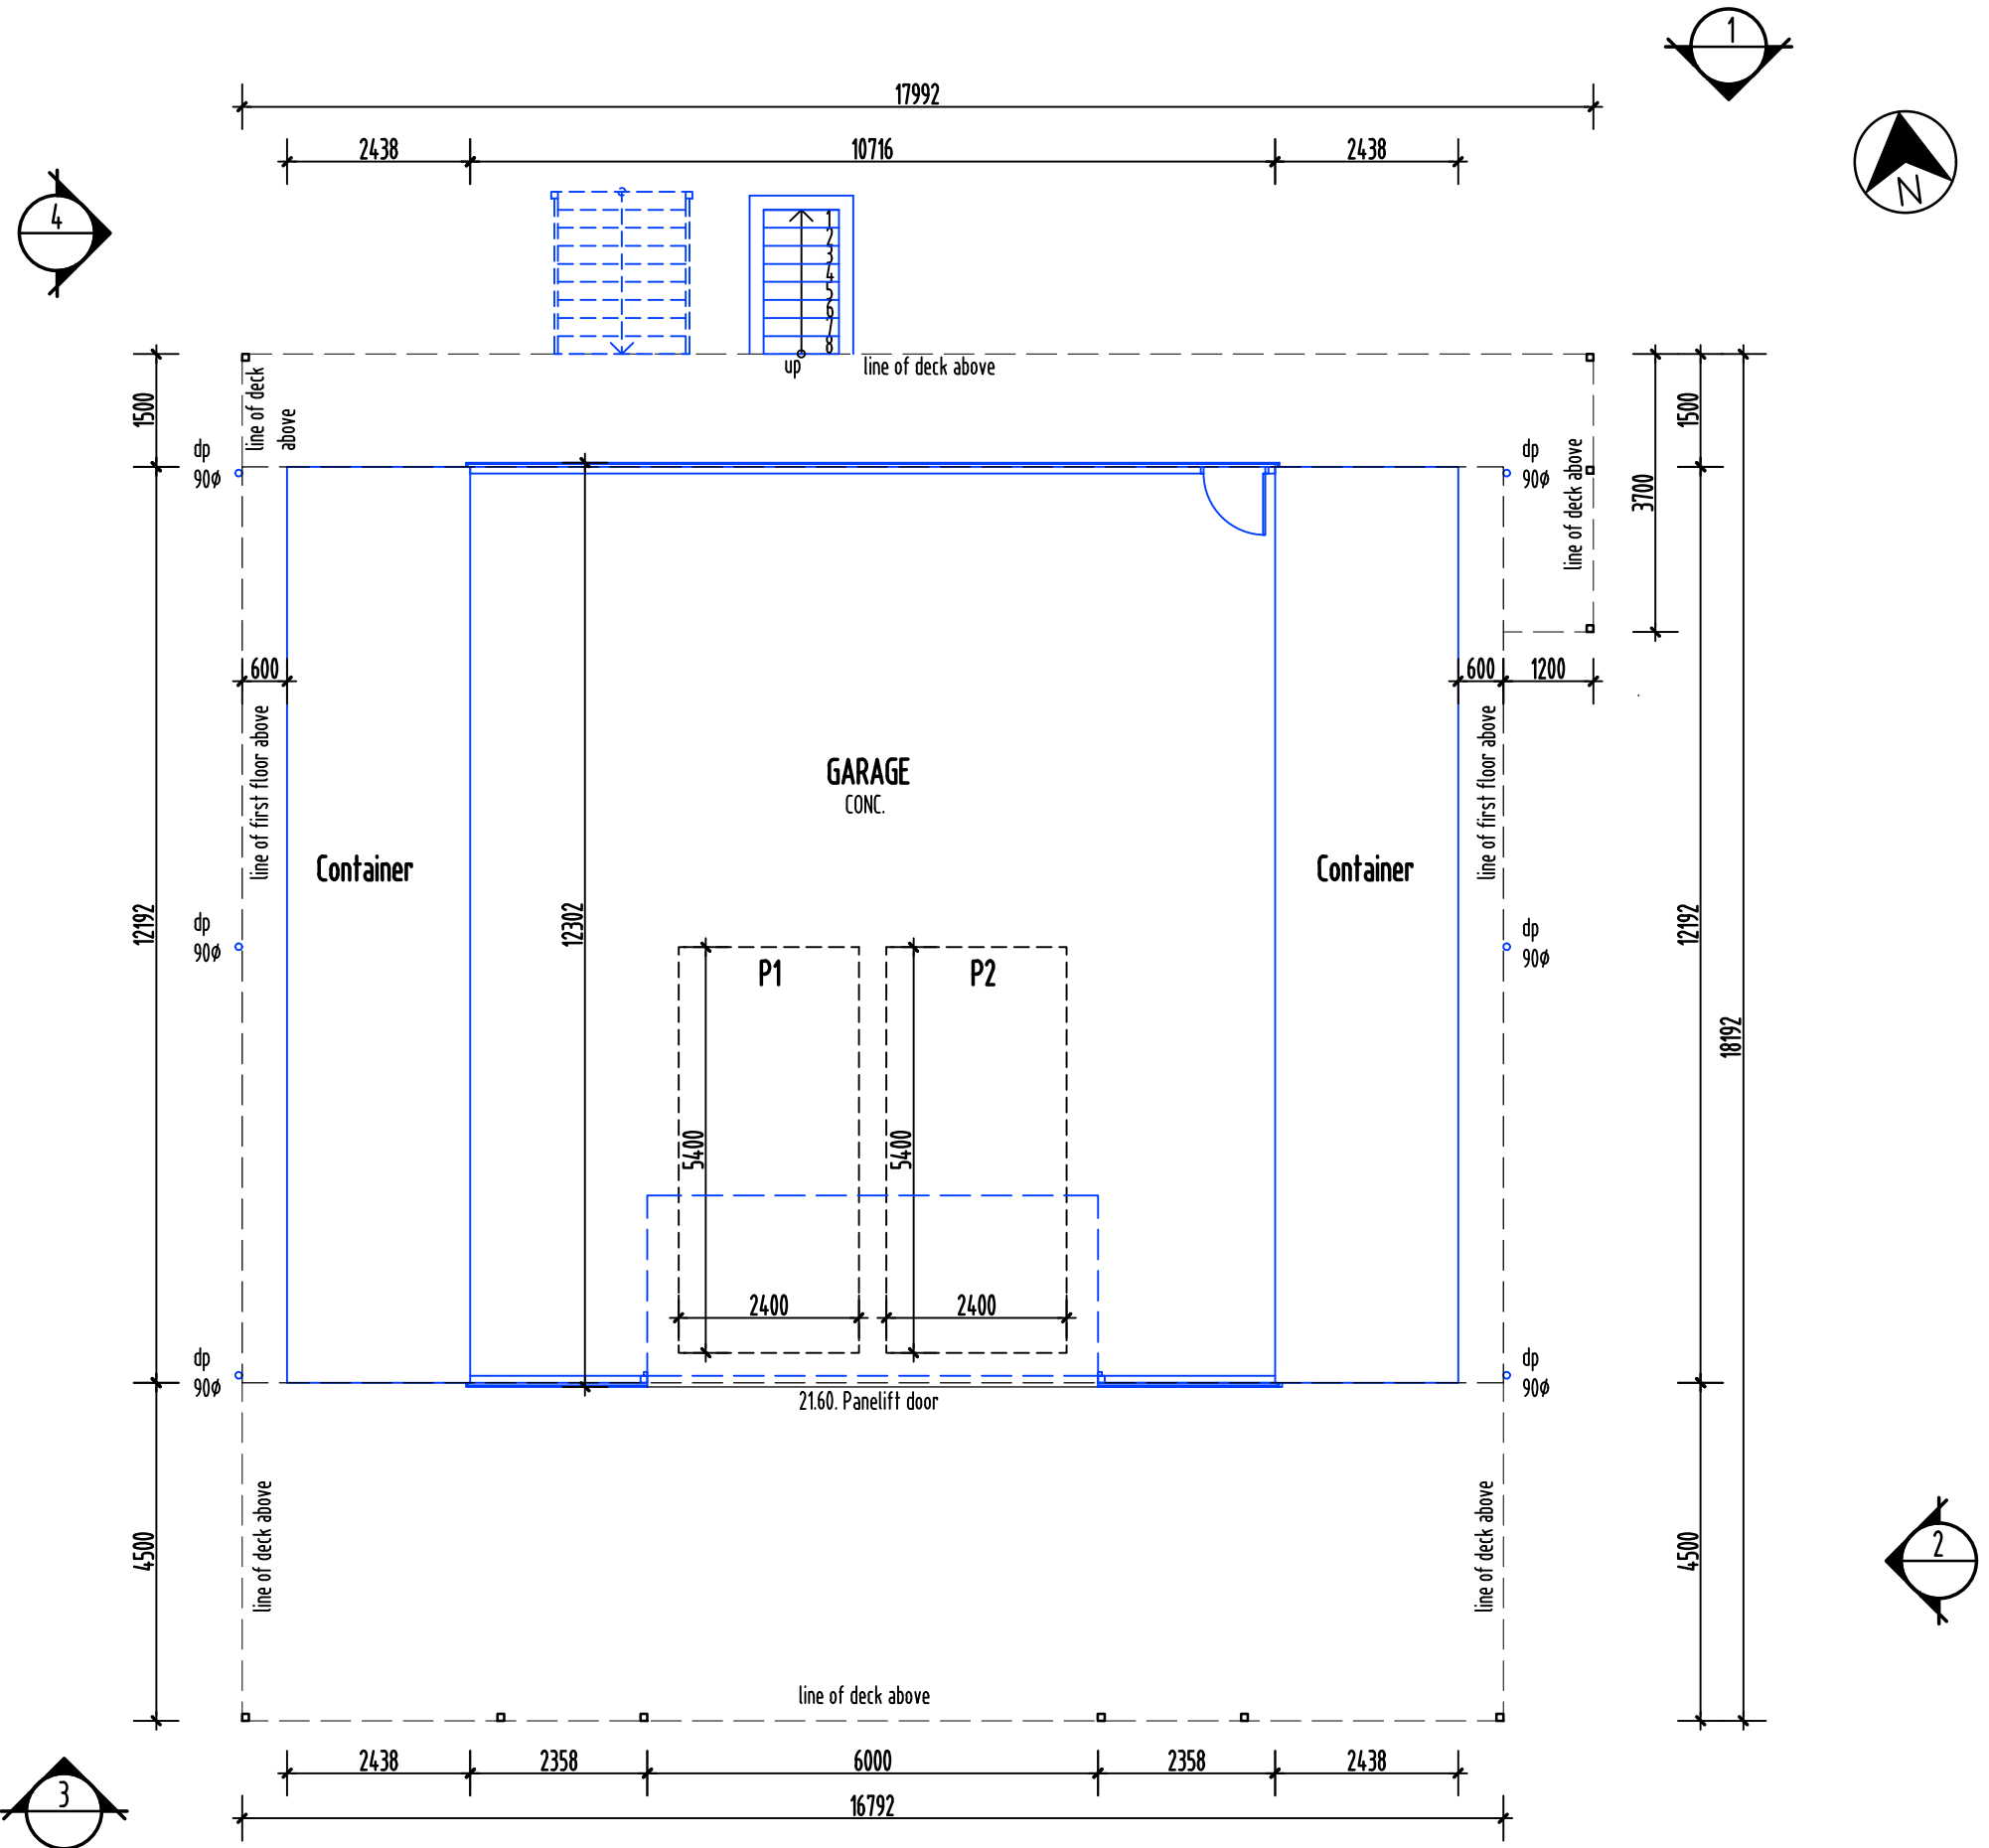 1
17992
2438
10716
2438
N
4
1
2
3
4
5
6
7
8
up
line of deck above
line of deck
above
1500
1500
3700
line of deck above
dp
90ø
dp
90ø
600
600
1200
line of first floor above
line of first floor above
GARAGE
CONC.
Container
Container
12192
12302
12192
18192
dp
90ø
dp
90ø
P1
P2
5400
5400
2400
2400
dp
90ø
dp
90ø
21.60. Panelift door
4500
line of deck above
line of deck above
4500
2
line of deck above
2438
2358
6000
2358
2438
3
16792